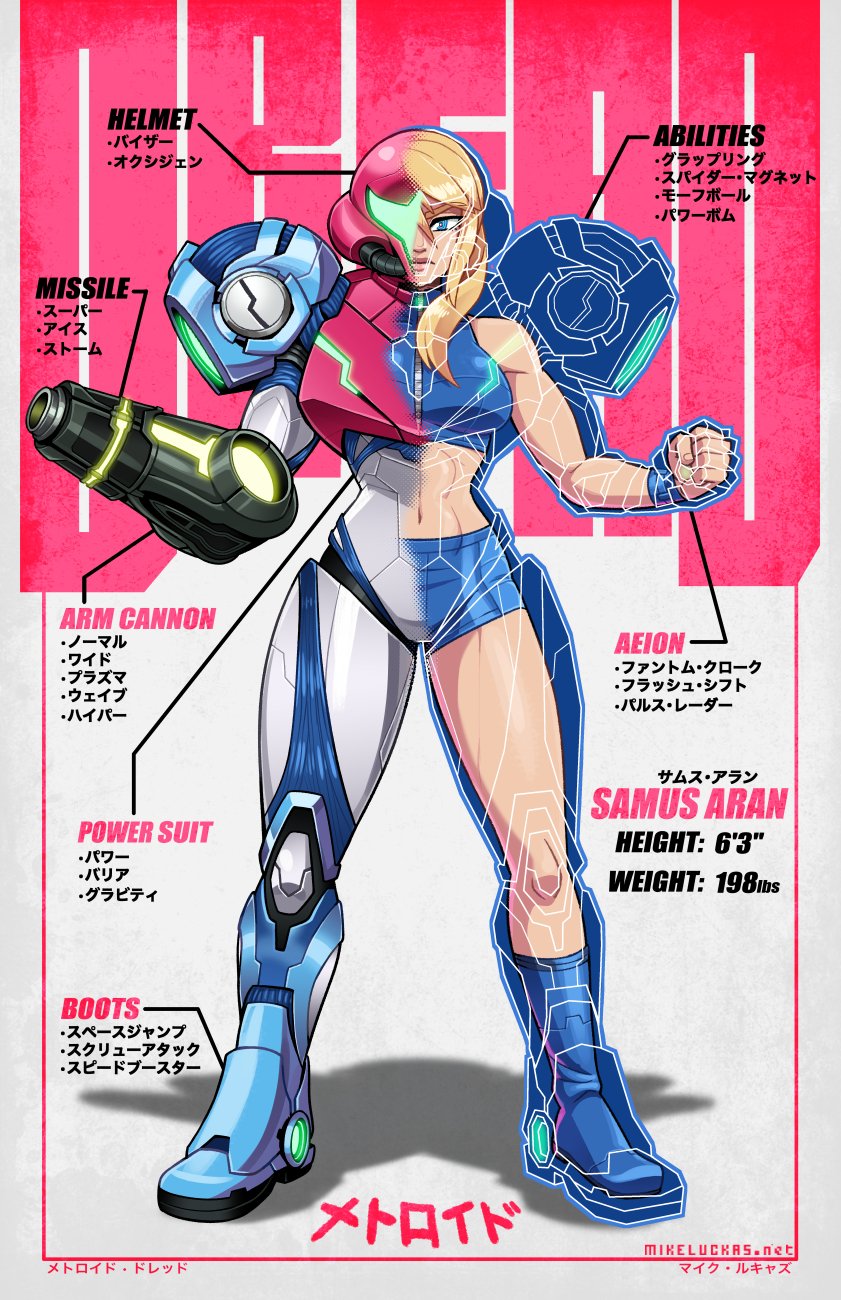 DREAD
HELMET
・バイザー
・オクシジェン
ABILITIES
・グラップリング
・スパイダー・マグネット
・モーフボール
・パワーボム
MISSILE
・スーパー
・アイス
・ストーム
ARM CANNON
・ノーマル
・ワイド
・プラズマ
・ウェイブ
・ハイパー
AEION
・ファントム・クローク
・フラッシュ・シフト
・パルス・レーダー
サムス・アラン
SAMUS ARAN
HEIGHT: 6'3"
WEIGHT: 198lbs
POWER SUIT
・パワー
・バリア
・グラビティ
BOOTS
・スペースジャンプ
・スクリューアタック
・スピードブースター
メトロイド
MIKELUCKAS.net
メトロイド・ドレッド
マイク・ルキャズ